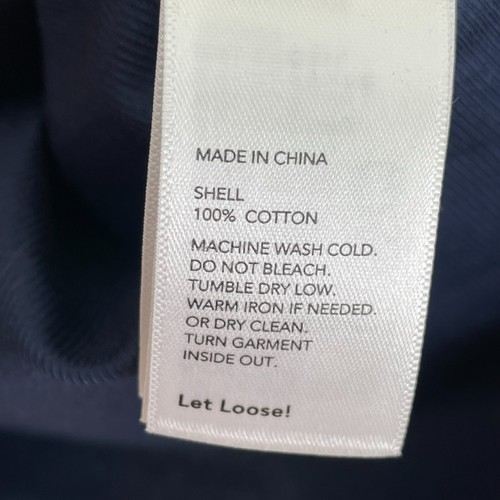 MADE IN CHINA
SHELL
100% COTTON
MACHINE WASH COLD.
DO NOT BLEACH.
TUMBLE DRY LOW.
WARM IRON IF NEEDED.
OR DRY CLEAN.
TURN GARMENT
INSIDE OUT.
Let Loose!